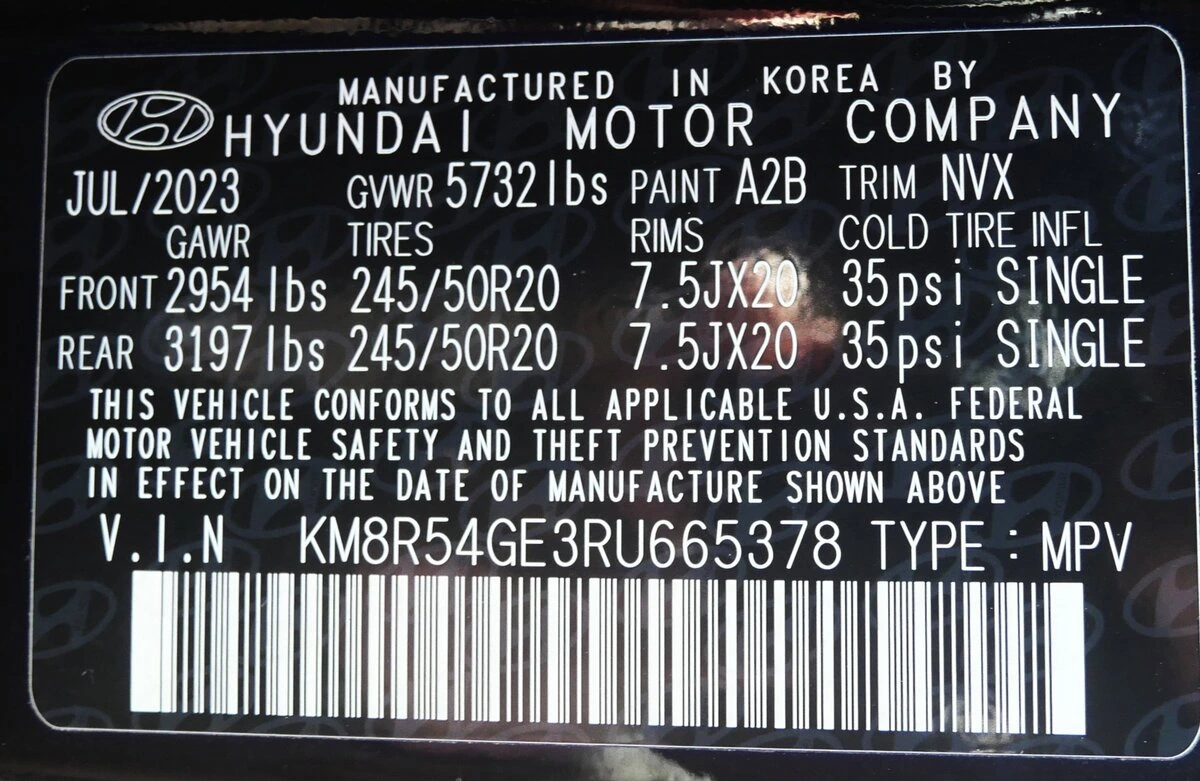 MANUFACTURED IN KOREA BY
HYUNDAI MOTOR COMPANY
JUL/2023 GVWR 5732lbs PAINT A2B TRIM NVX
GAWR TIRES RIMS COLD TIRE INFL
FRONT 2954lbs 245/50R20 7.5JX20 35psi SINGLE
REAR 3197lbs 245/50R20 7.5JX20 35psi SINGLE
THIS VEHICLE CONFORMS TO ALL APPLICABLE U.S.A. FEDERAL
MOTOR VEHICLE SAFETY AND THEFT PREVENTION STANDARDS
IN EFFECT ON THE DATE OF MANUFACTURE SHOWN ABOVE
V.I.N KM8R54GE3RU665378 TYPE : MPV